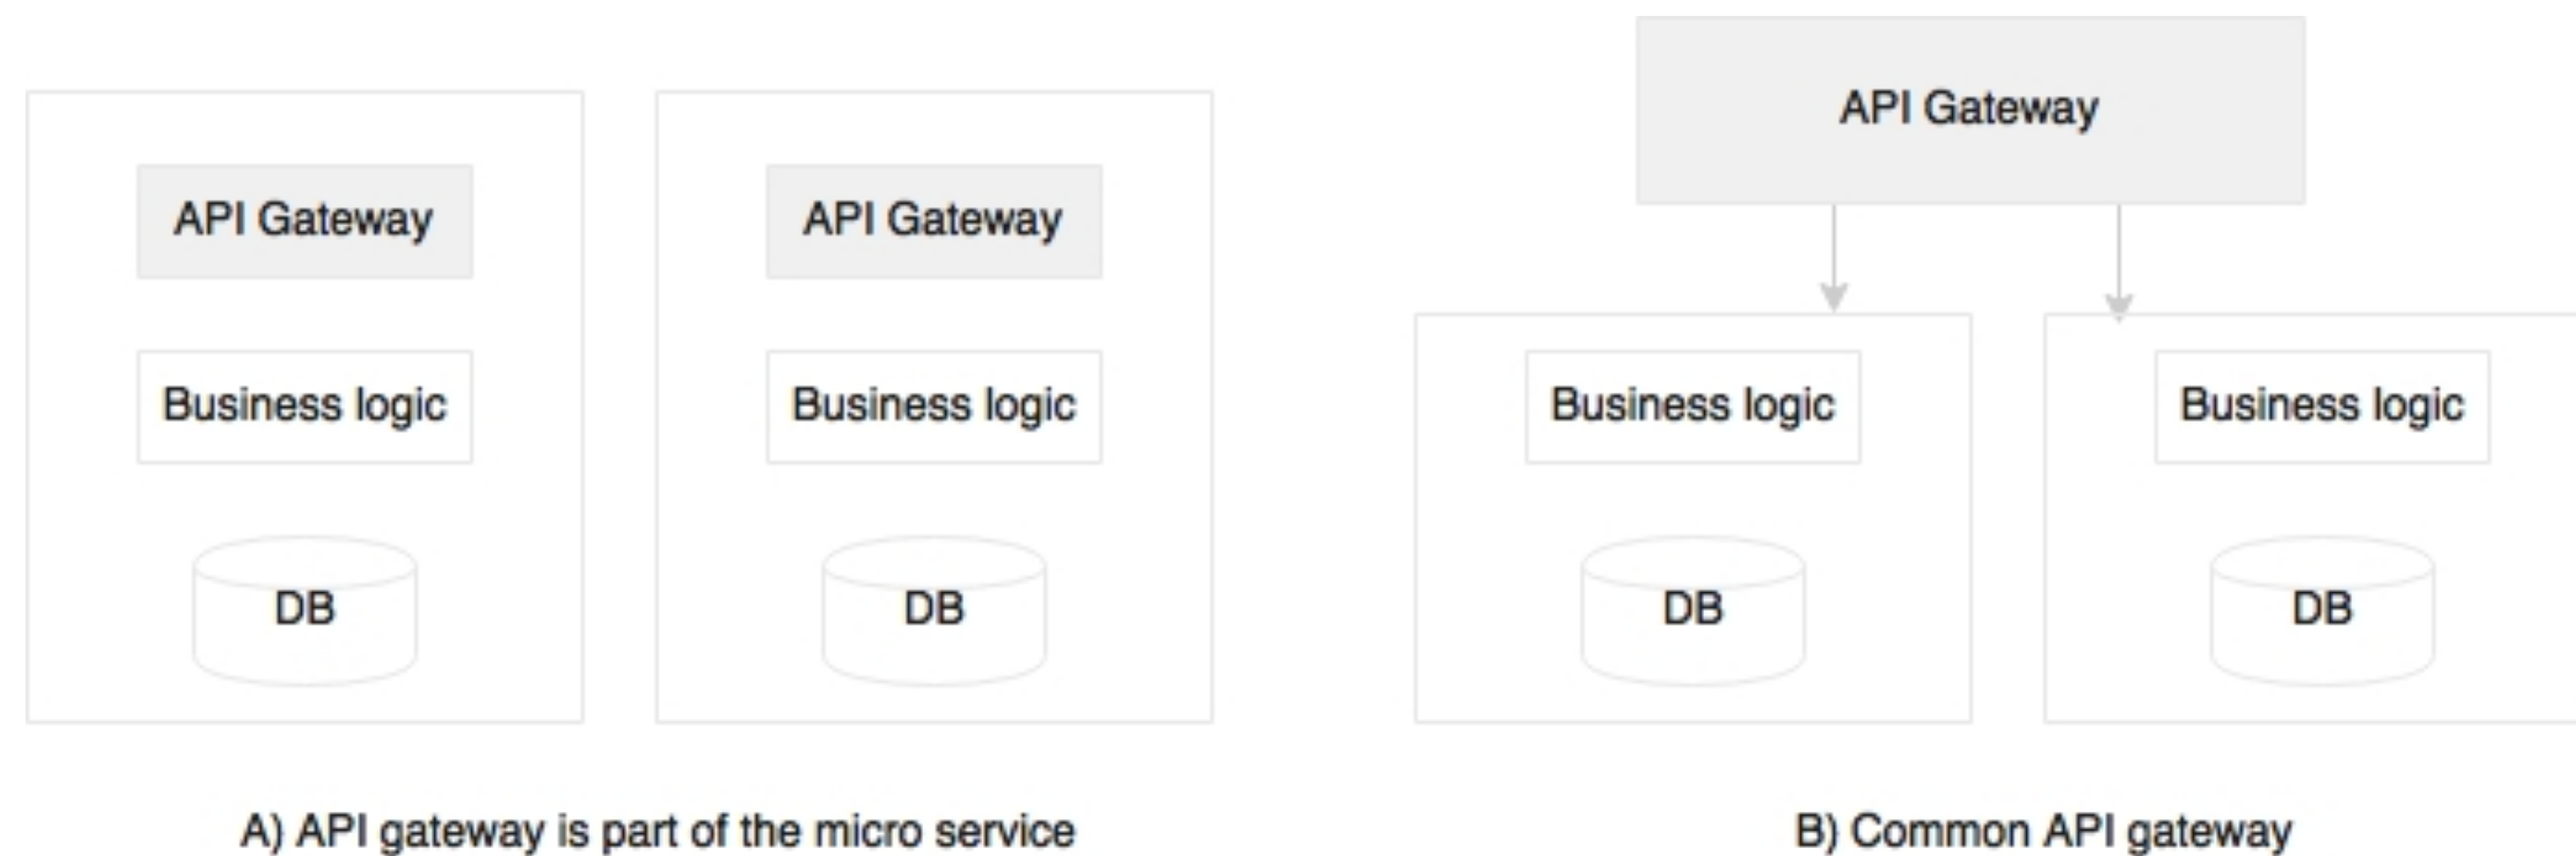 API Gateway
API Gateway
Business logic
Business logic
DB
DB
A) API gateway is part of the micro service
API Gateway
Business logic
Business logic
DB
DB
B) Common API gateway